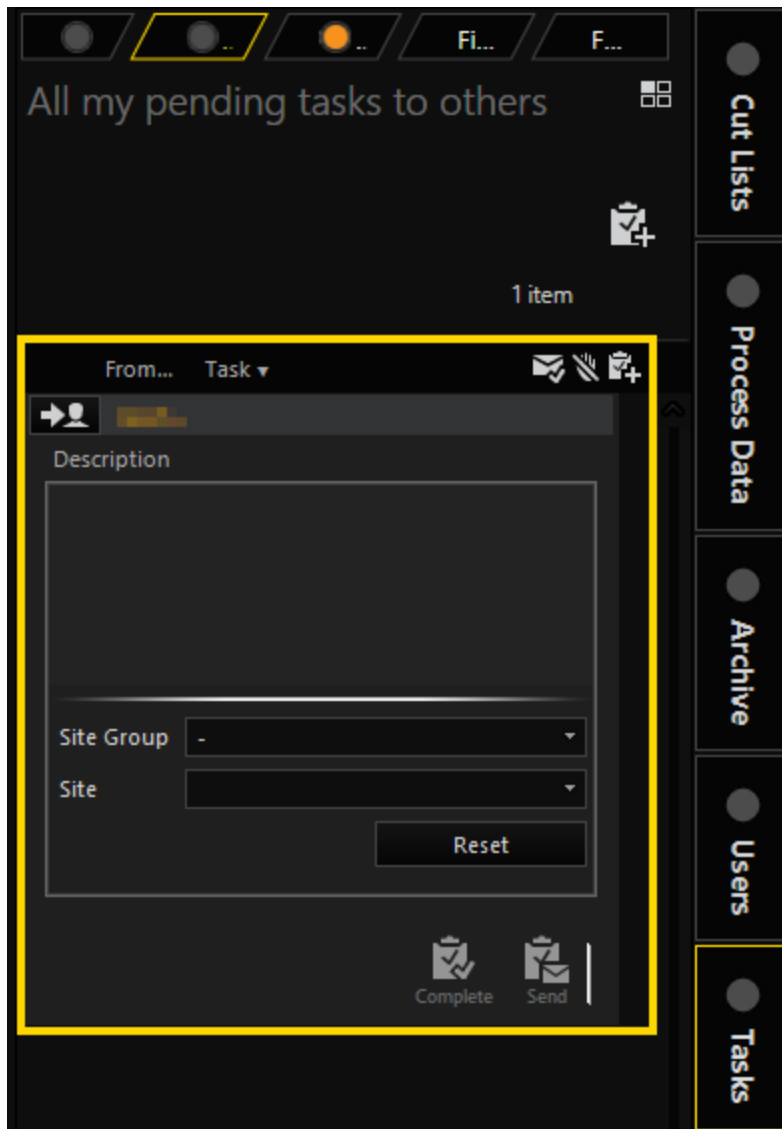 .. .. Fi... F...
All my pending tasks to others
1 item
From... Task
Description
Site Group -
Site
Reset
Complete Send
Cut Lists
Process Data
Archive
Users
Tasks